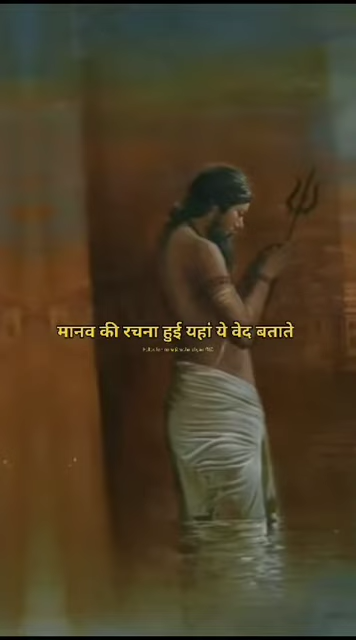 मानव की रचना हुई यहां ये वेद बताते